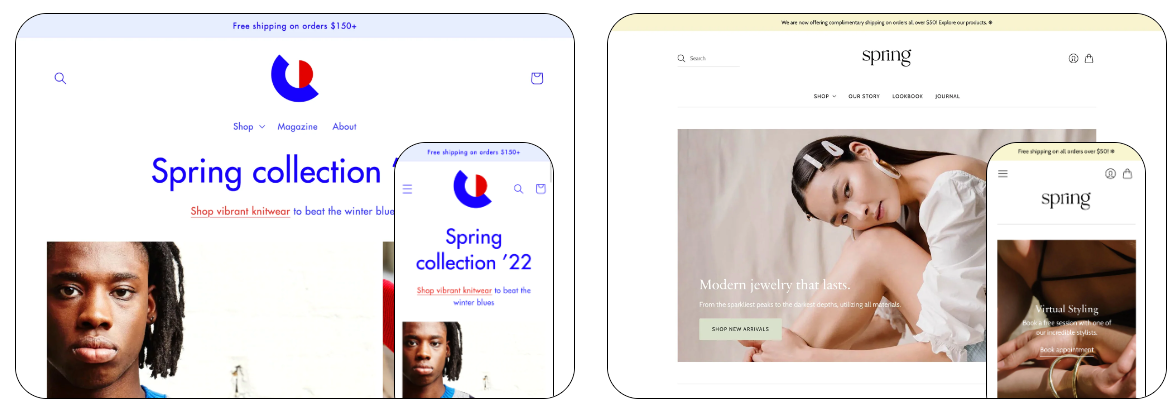 Free shipping on orders $150+
Shop Magazine About
Spring collection ’
Shop vibrant knitwear to beat the winter blue
Free shipping on orders $150+
Spring
collection ’22
Shop vibrant knitwear to beat the
winter blues
We are now offering complimentary shipping on orders all over $50! Explore our products. ✻
Search
spring
SHOP OUR STORY LOOKBOOK JOURNAL
Modern jewelry that lasts.
From the sparkliest peaks to the darkest depths, utilizing all materials.
SHOP NEW ARRIVALS
Free shipping on all orders over $50! ✻
spring
Virtual Styling
Book a free session with one of
our incredible stylists.
Book appointment